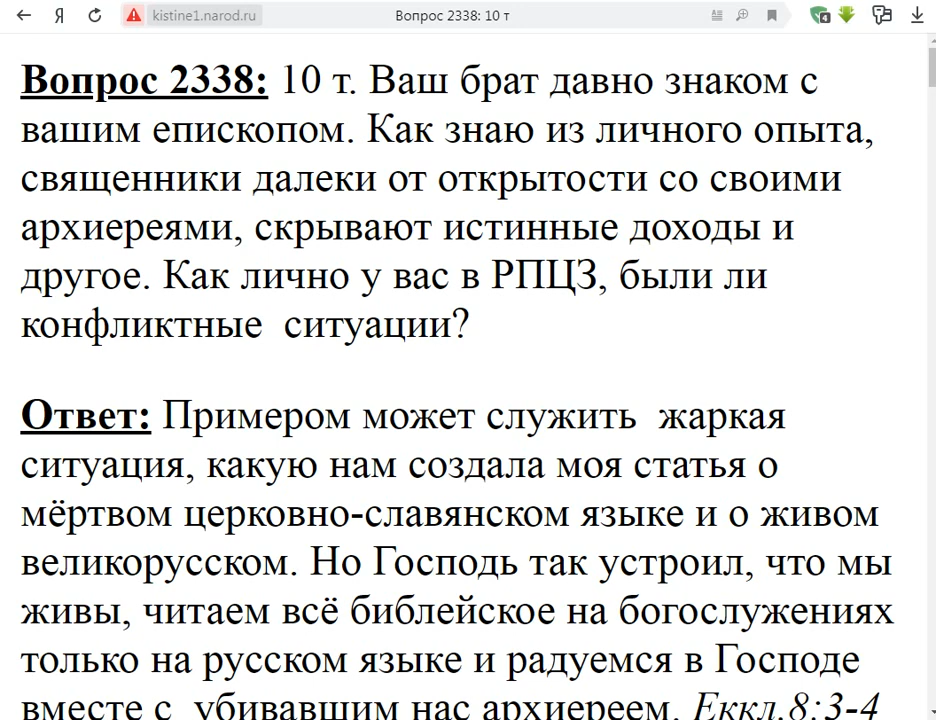 Я kistine1.narod.ru Вопрос 2338: 10 т 4
Вопрос 2338: 10 т. Ваш брат давно знаком с
вашим епископом. Как знаю из личного опыта,
священники далеки от открытости со своими
архиереями, скрывают истинные доходы и
другое. Как лично у вас в РПЦЗ, были ли
конфликтные ситуации?
Ответ: Примером может служить жаркая
ситуация, какую нам создала моя статья о
мёртвом церковно-славянском языке и о живом
великорусском. Но Господь так устроил, что мы
живы, читаем всё библейское на богослужениях
только на русском языке и радуемся в Господе
вместе с убивавшим нас архиереем. Еккл.8:3-4